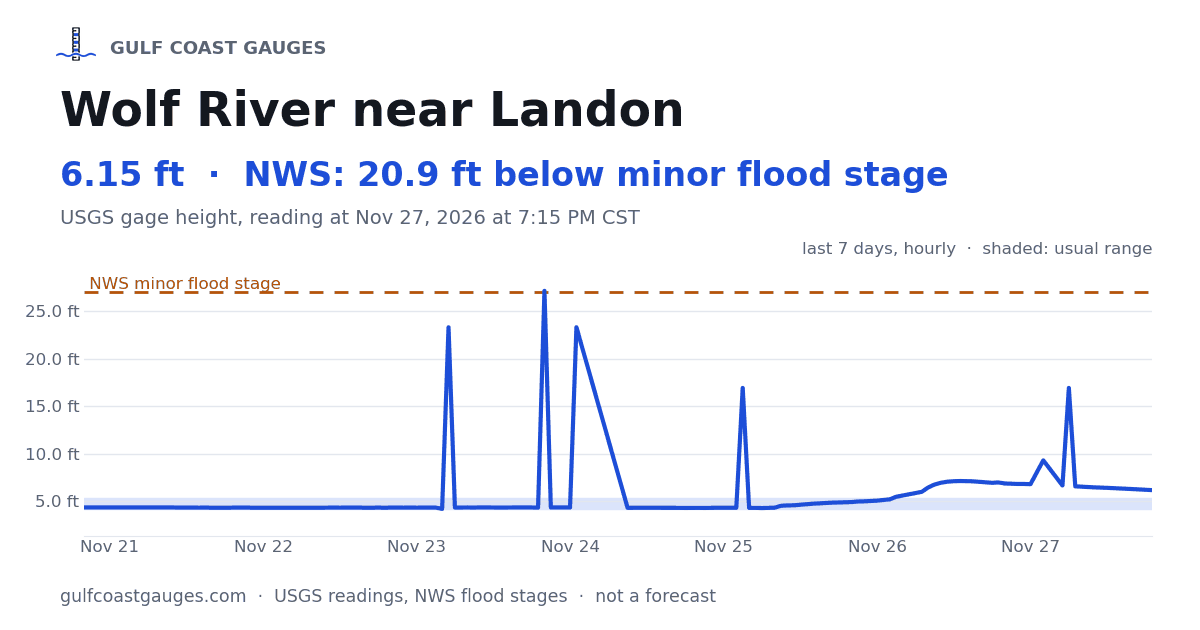 GULF COAST GAUGES
Wolf River near Landon
6.15 ft · NWS: 20.9 ft below minor flood stage
USGS gage height, reading at Nov 27, 2026 at 7:15 PM CST
last 7 days, hourly · shaded: usual range
NWS minor flood stage
25.0 ft
20.0 ft
15.0 ft
10.0 ft
5.0 ft
Nov 21 Nov 22 Nov 23 Nov 24 Nov 25 Nov 26 Nov 27
gulfcoastgauges.com · USGS readings, NWS flood stages · not a forecast